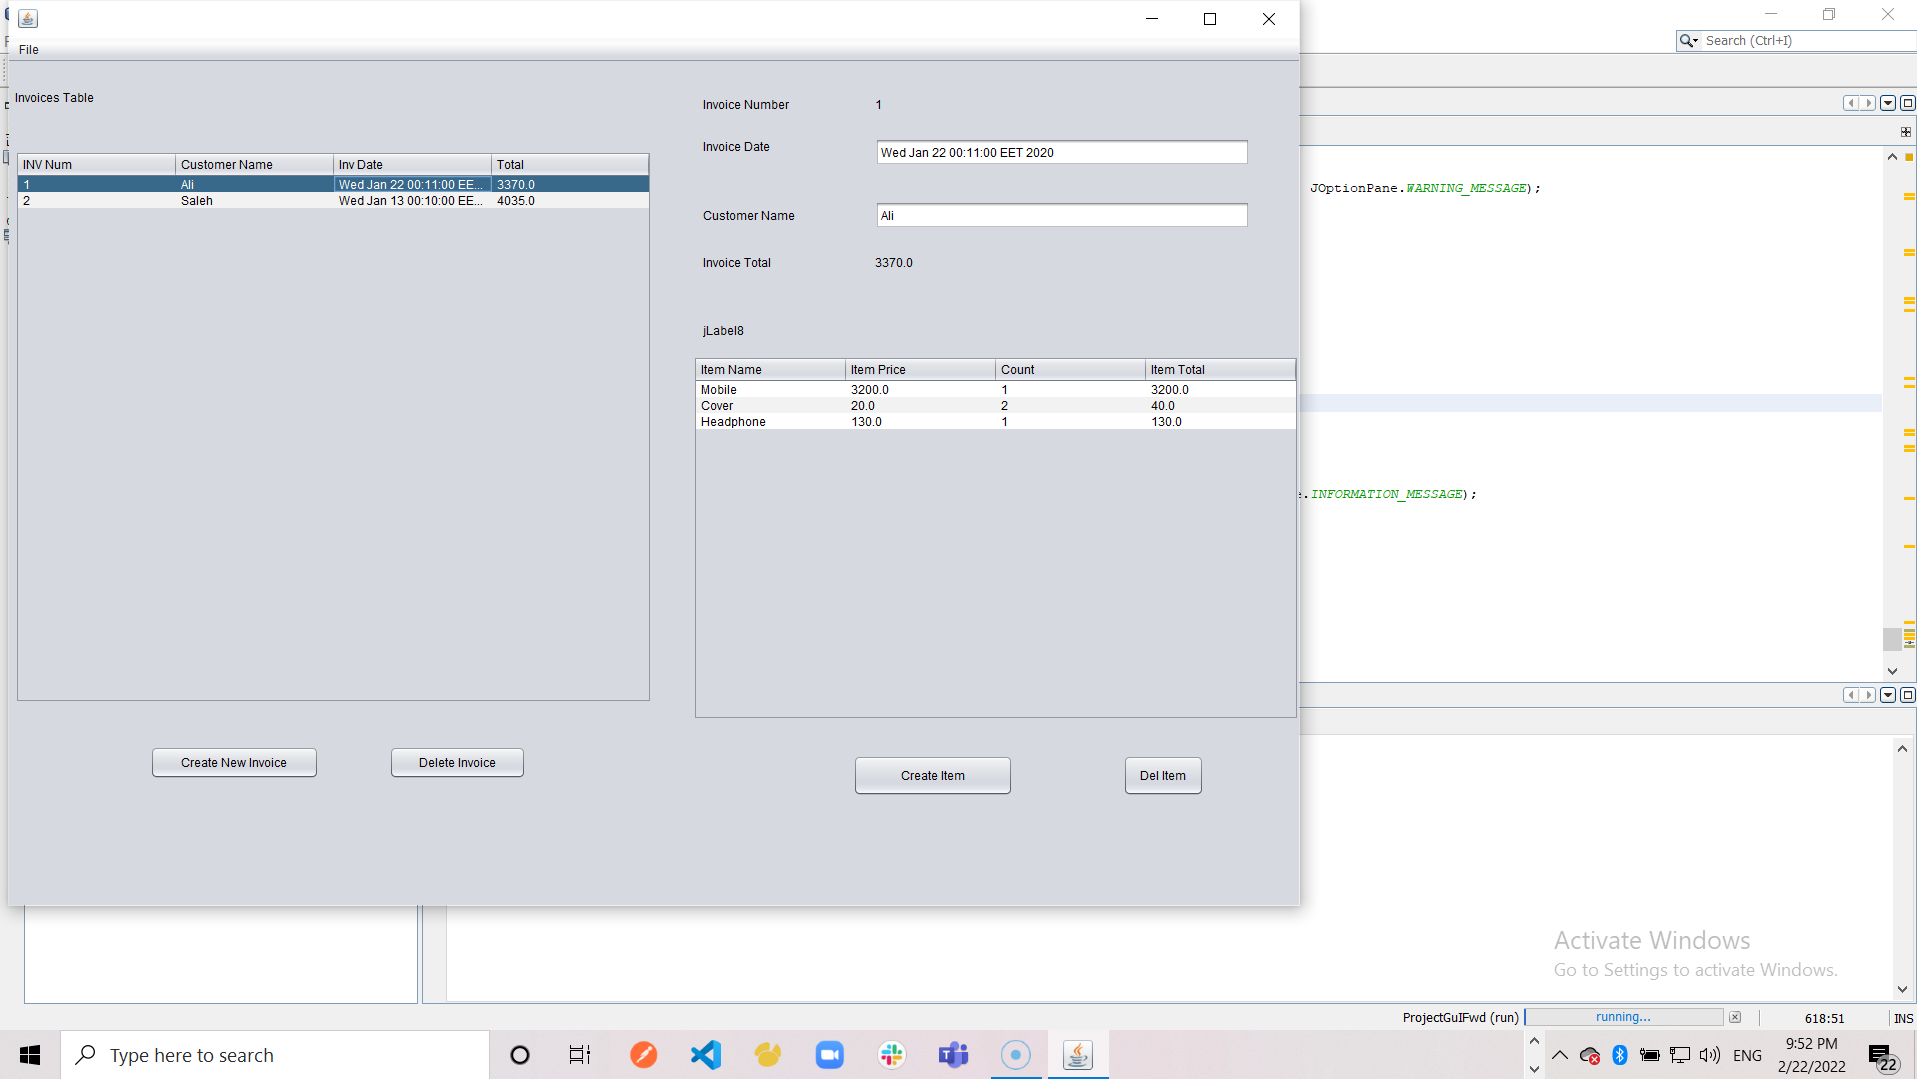 File
Search (Ctrl+I)
Invoices Table
INV Num Customer Name Inv Date Total
1 Ali Wed Jan 22 00:11:00 EE... 3370.0
2 Saleh Wed Jan 13 00:10:00 EE... 4035.0
Create New Invoice Delete Invoice
Invoice Number 1
Invoice Date Wed Jan 22 00:11:00 EET 2020
Customer Name Ali
Invoice Total 3370.0
jLabel8
Item Name Item Price Count Item Total
Mobile 3200.0 1 3200.0
Cover 20.0 2 40.0
Headphone 130.0 1 130.0
Create Item Del Item
JOptionPane.WARNING_MESSAGE);
.INFORMATION_MESSAGE);
Activate Windows
Go to Settings to activate Windows.
ProjectGuIFwd (run) running... 618:51 INS
Type here to search
ENG
9:52 PM
2/22/2022
22